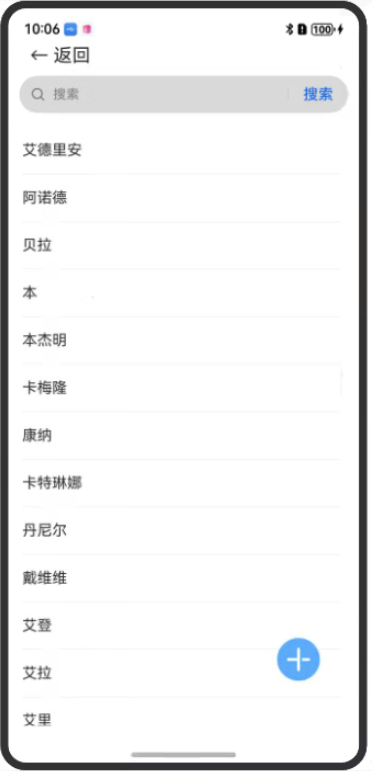 10:06
100
← 返回
搜索 搜索
艾德里安
阿诺德
贝拉
本
本杰明
卡梅隆
康纳
卡特琳娜
丹尼尔
戴维维
艾登
艾拉
艾里